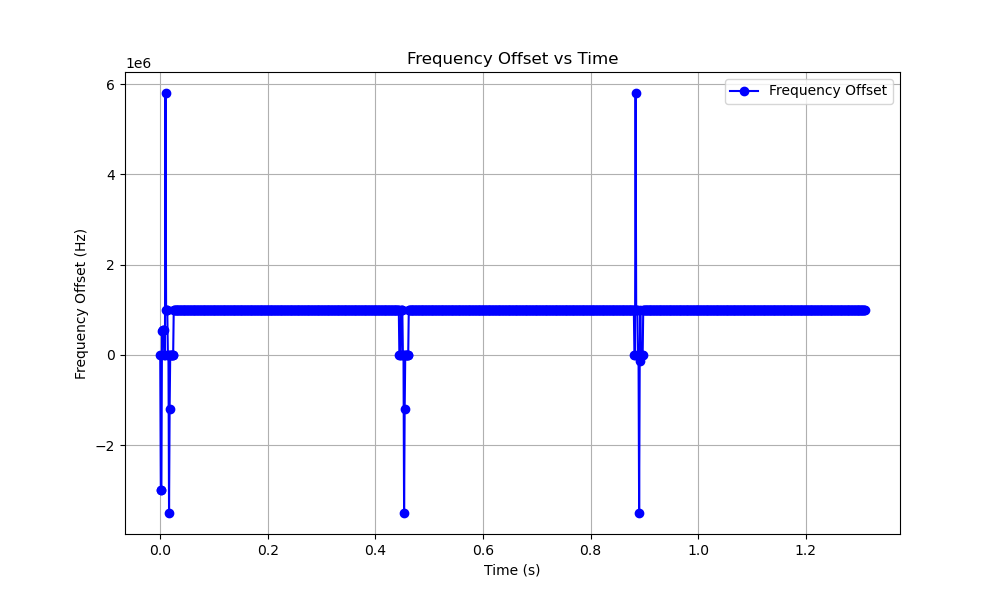 Frequency Offset vs Time
1e6
Frequency Offset
6
4
2
0
−2
Frequency Offset (Hz)
0.0 0.2 0.4 0.6 0.8 1.0 1.2
Time (s)